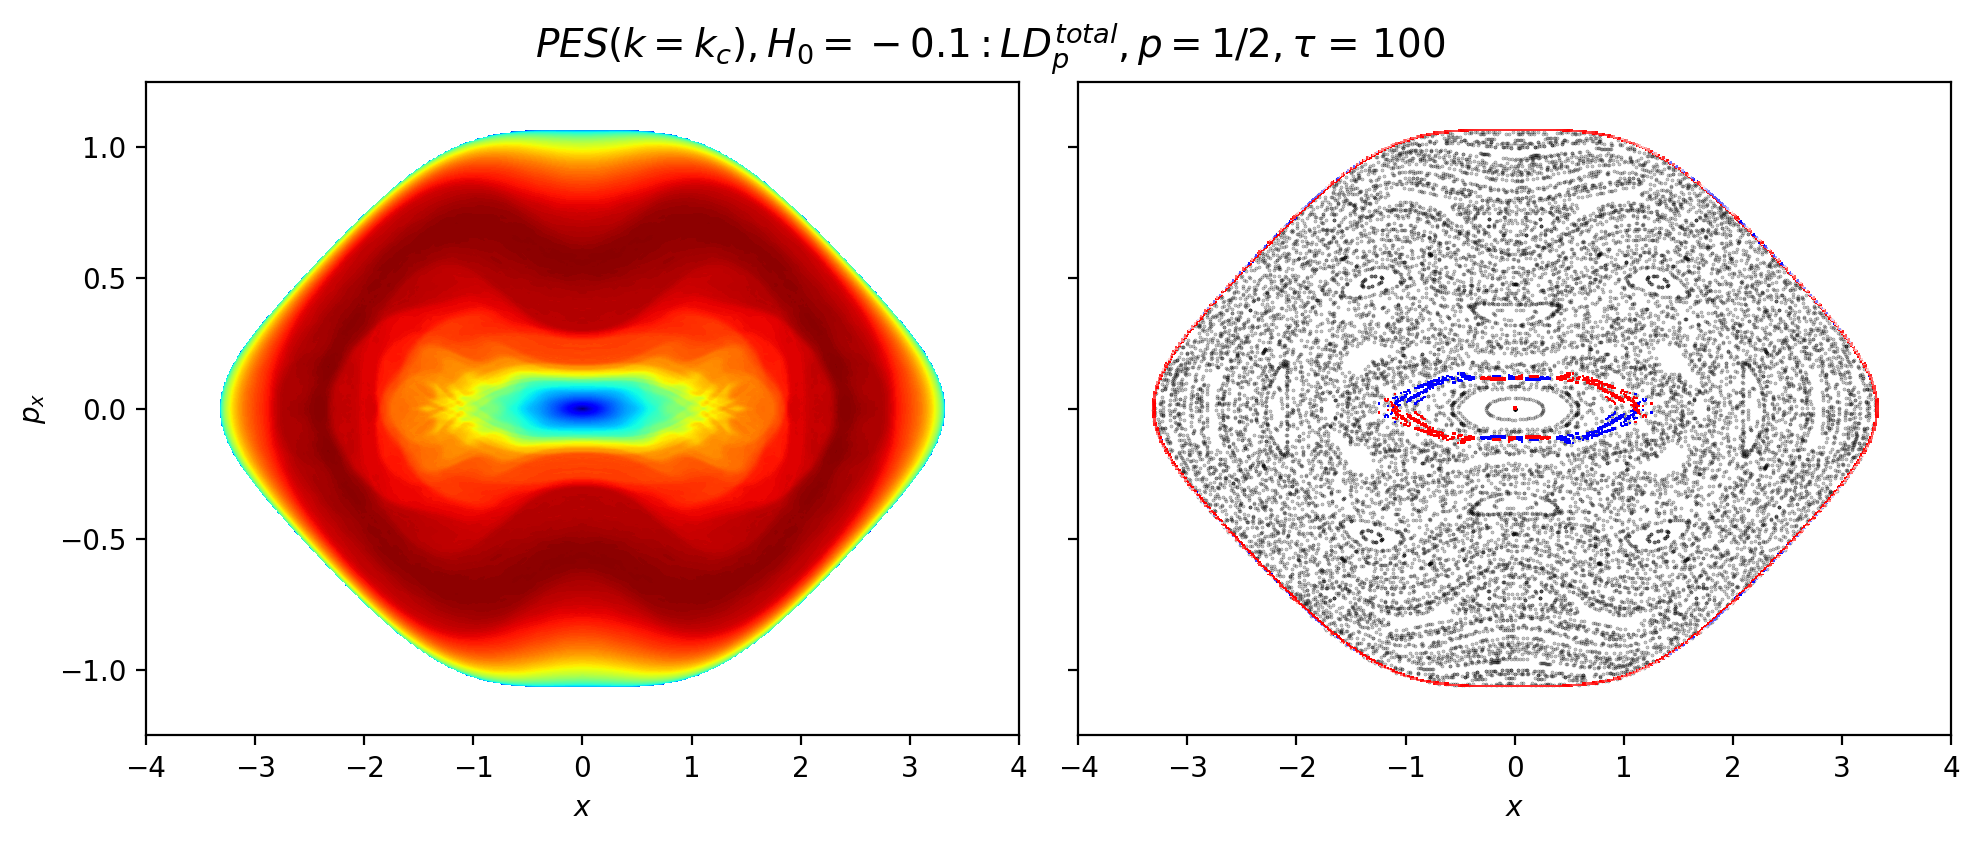 PES(k = k_c), H_0 = −0.1 : LD_p^{total}, p = 1/2, τ = 100
1.0
0.5
0.0
−0.5
−1.0
p_x
−4 −3 −2 −1 0 1 2 3 4
−4 −3 −2 −1 0 1 2 3 4
x
x